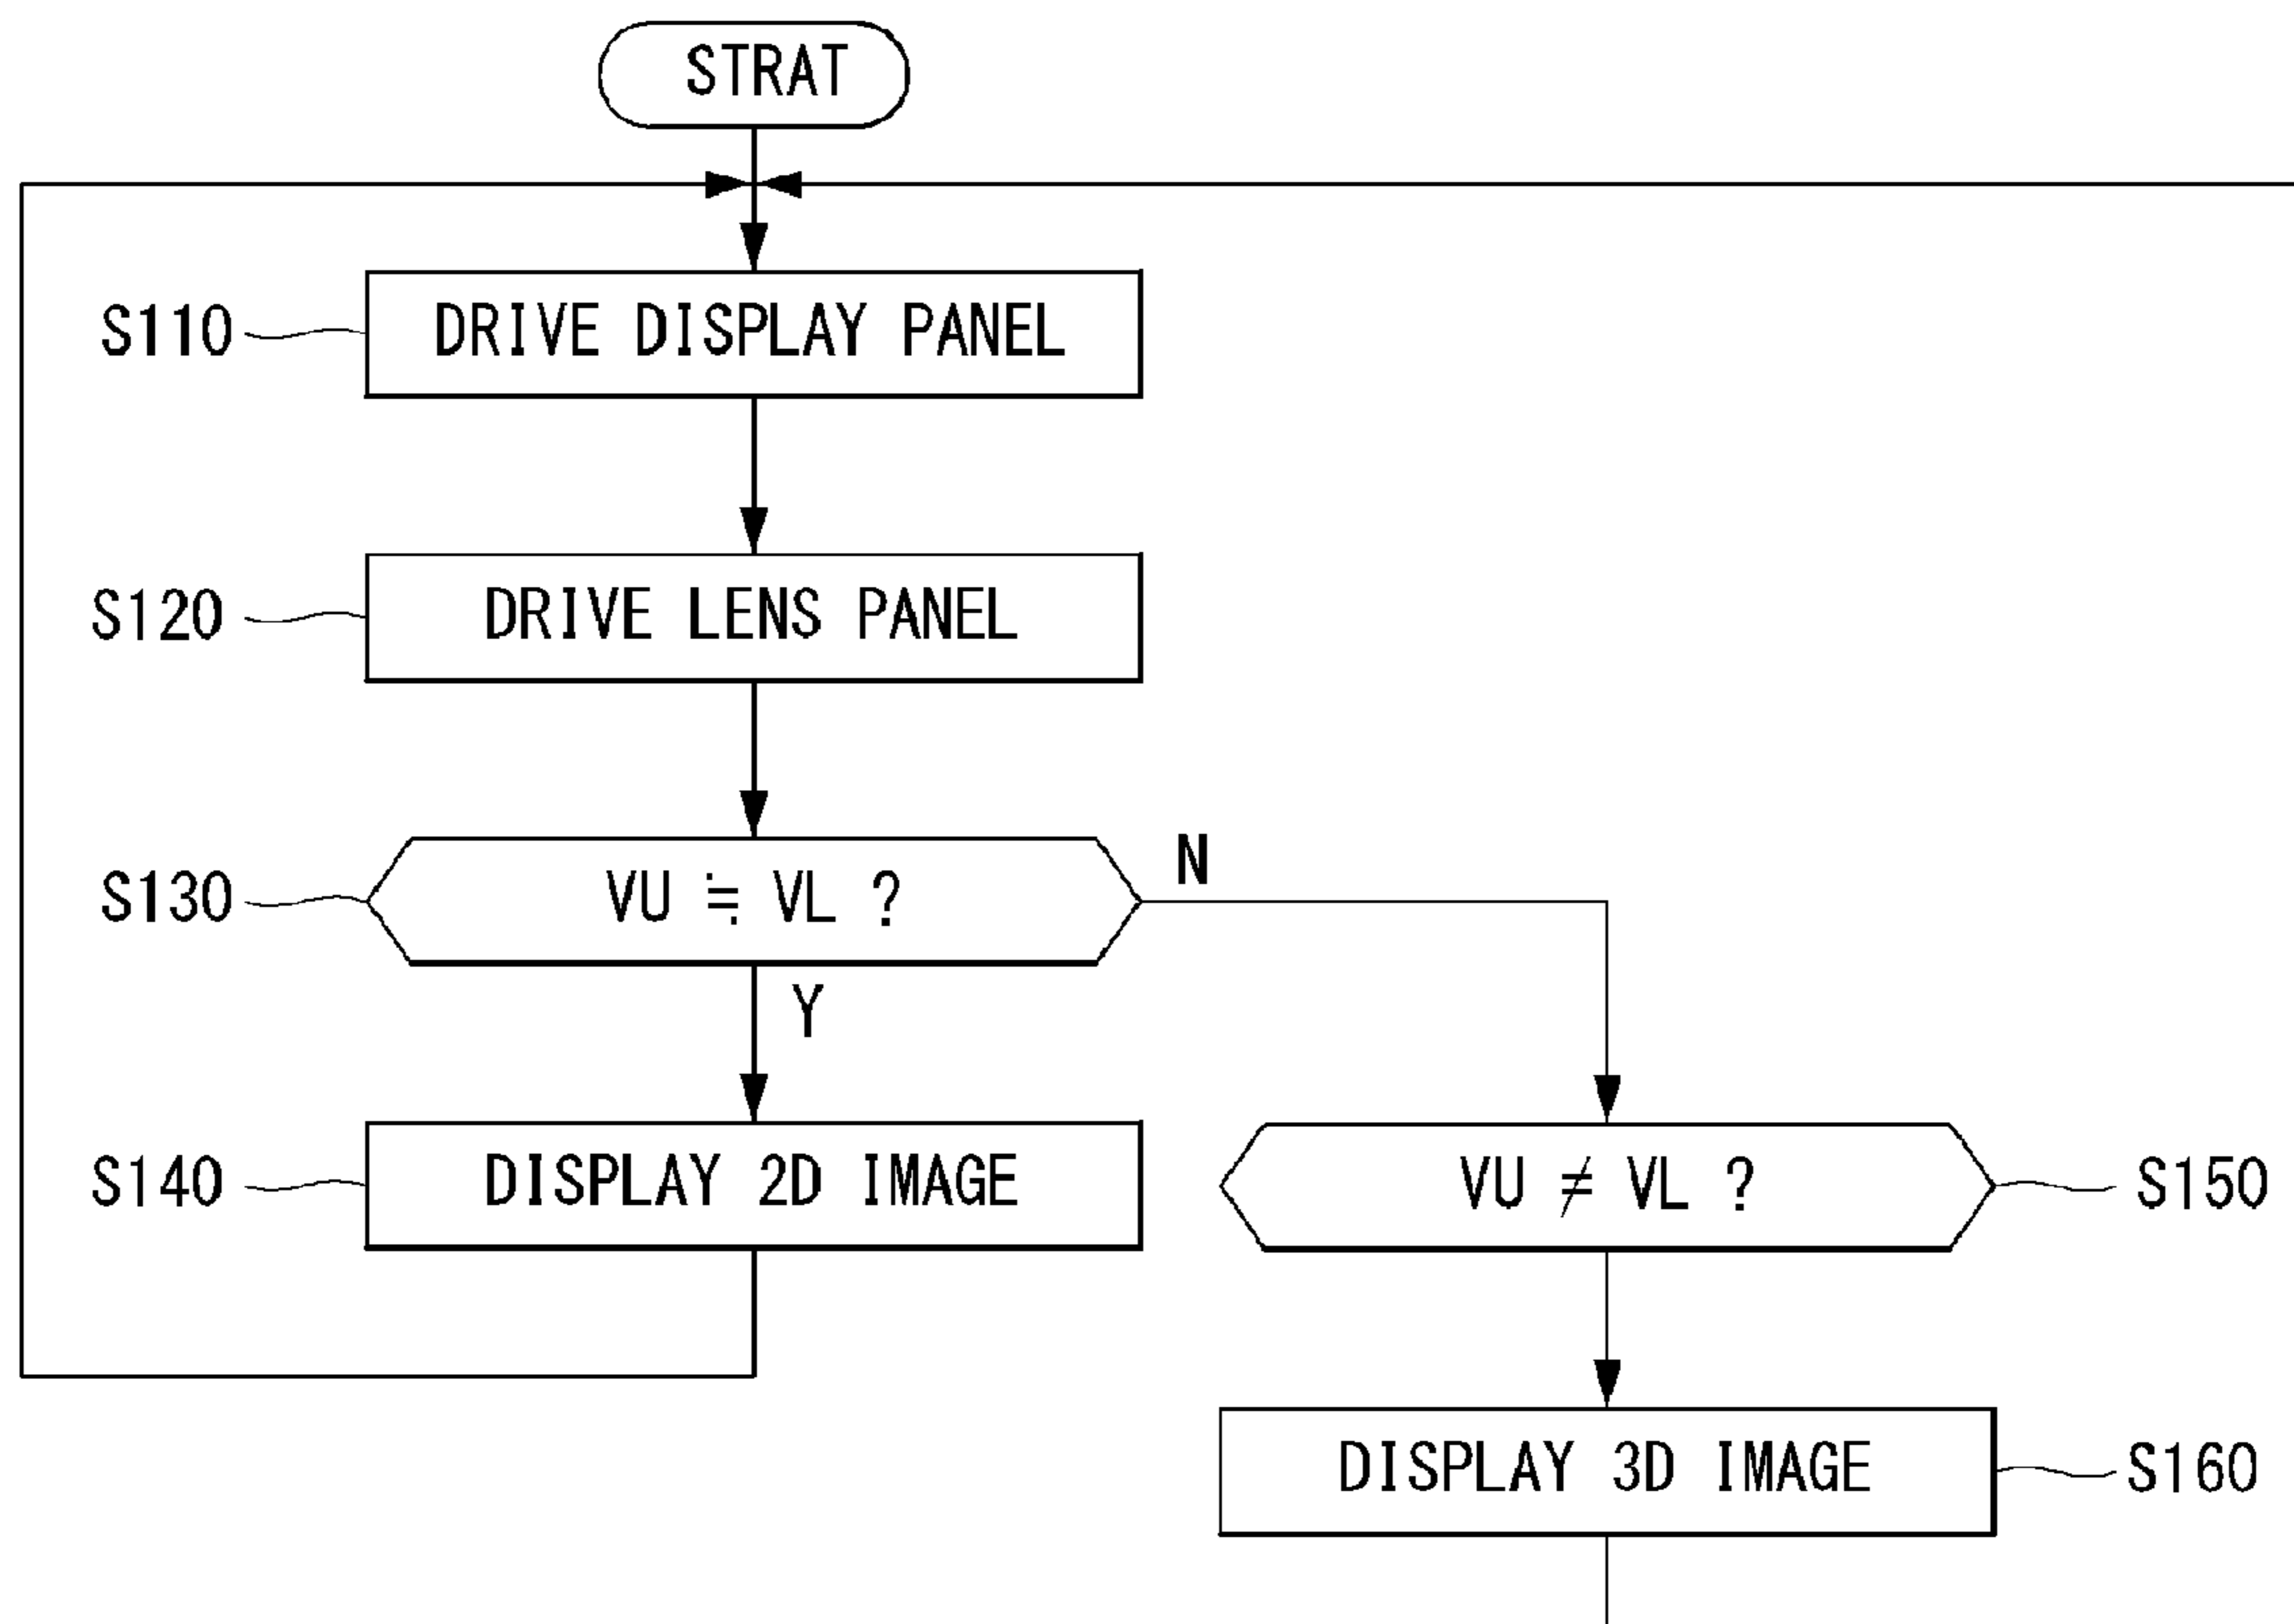 STRAT
S110 DRIVE DISPLAY PANEL
S120 DRIVE LENS PANEL
S130 VU ≒ VL ?
N
Y
S140 DISPLAY 2D IMAGE
VU ≠ VL ? S150
DISPLAY 3D IMAGE S160